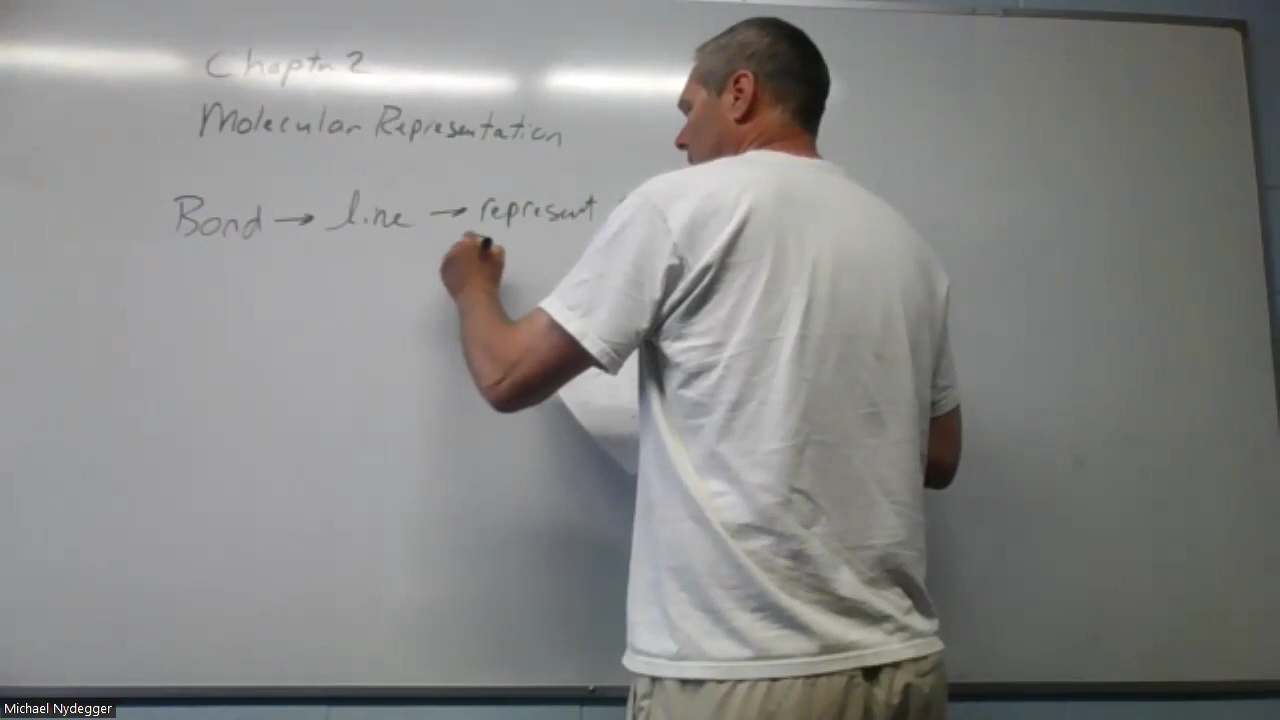 Chapter 2
Molecular Representation
Bond → line → represent
Michael Nydegger